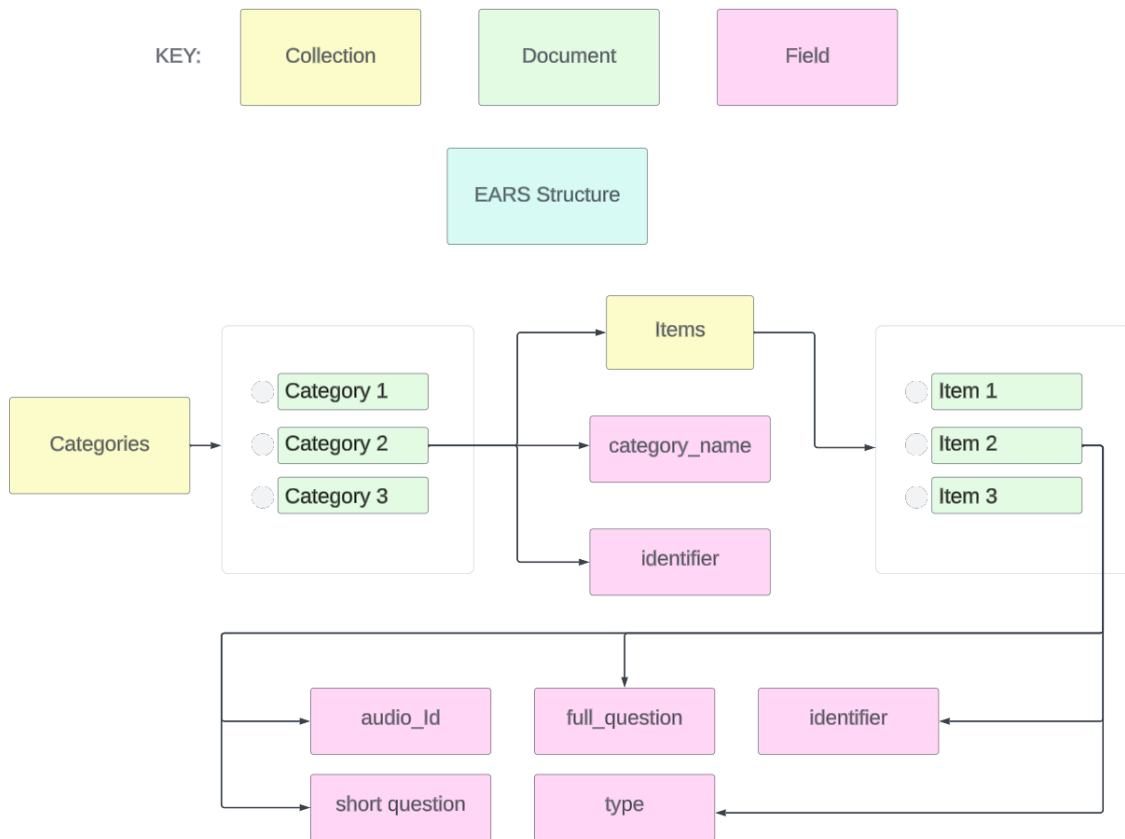 KEY:
Collection
Document
Field
EARS Structure
Items
Category 1
Item 1
Categories
Category 2
category_name
Item 2
Category 3
Item 3
identifier
audio_Id
full_question
identifier
short question
type